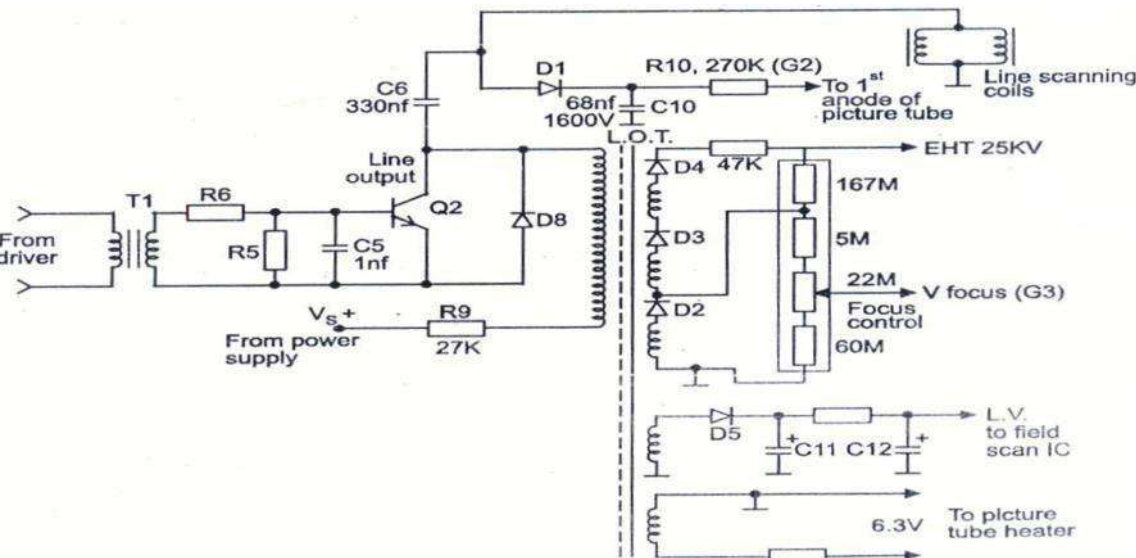 D1
R10, 270K (G2)
To 1st
anode of
picture tube
Line scanning
coils
C6
330nf
68nf
1600V
C10
L.O.T.
47K
EHT 25KV
D4
167M
Line
output
T1
R6
Q2
D8
From
driver
R5
C5
1nf
D3
5M
22M
V focus (G3)
Focus
control
D2
60M
VS +
R9
27K
From power
supply
D5
C11
C12
L.V.
to field
scan IC
6.3V
To picture
tube heater